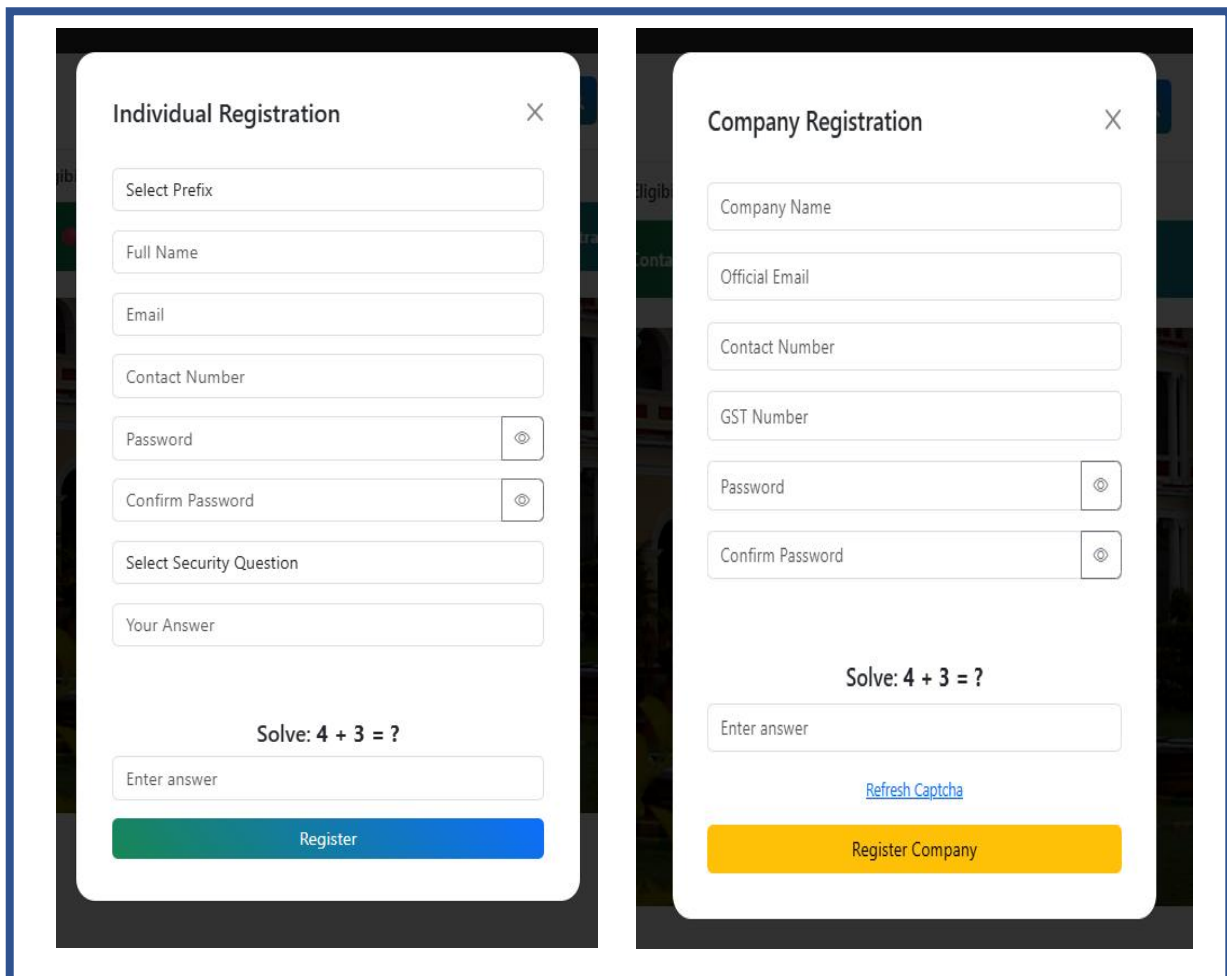 Individual Registration
Select Prefix
Full Name
Email
Contact Number
Password
Confirm Password
Select Security Question
Your Answer
Solve: 4 + 3 = ?
Enter answer
Register
Company Registration
Company Name
Official Email
Contact Number
GST Number
Password
Confirm Password
Solve: 4 + 3 = ?
Enter answer
Refresh Captcha
Register Company